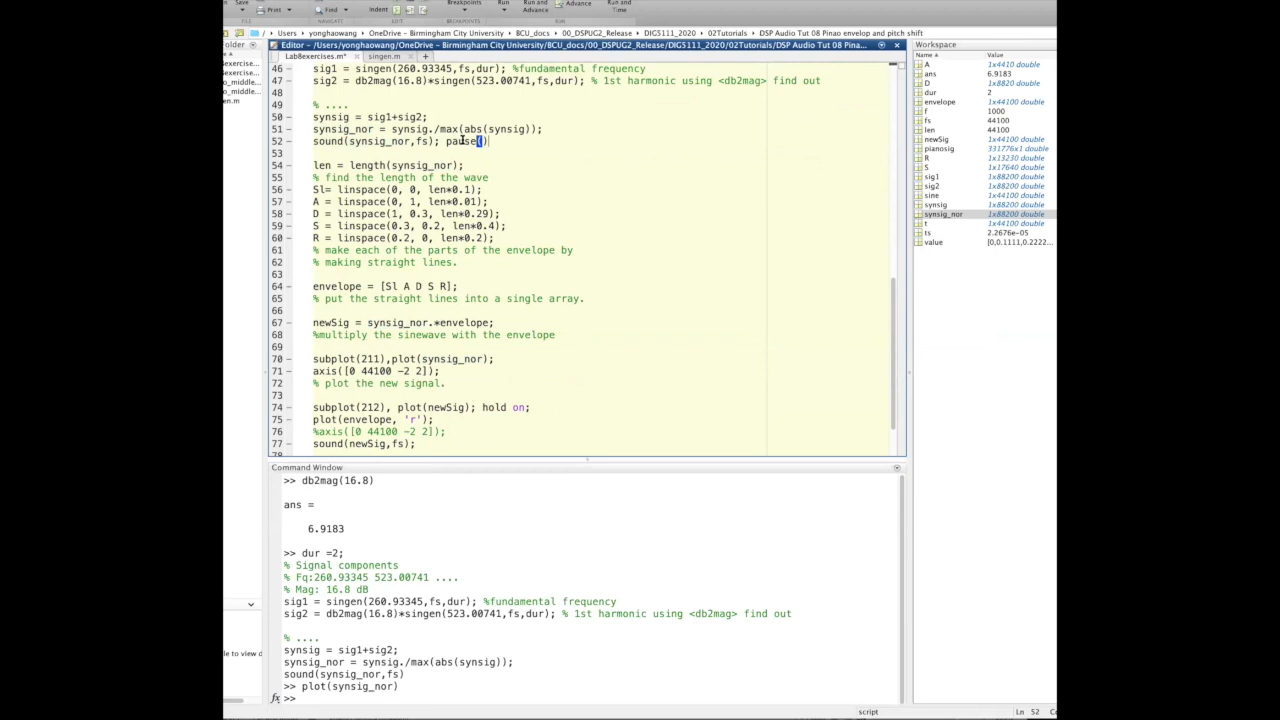 Save
Print
Find
Indent
Breakpoints
Run
Run and
Advance
Advance
Run and
Time
NAVIGATE
EDIT
BREAKPOINTS
RUN
/ › Users › yonghaowang › OneDrive – Birmingham City University › BCU_docs › 00_DSPUG2_Release › DIG5111_2020 › 02Tutorials › DSP Audio Tut 08 Pinao envelop and pitch shift
Folder
Editor – /Users/yonghaowang/OneDrive – Birmingham City University/BCU_docs/00_DSPUG2_Release/DIG5111_2020/02Tutorials/DSP Audio Tut 08 Pinao...
Lab8exercises.m*
singen.m
46 – sig1 = singen(260.93345,fs,dur); %fundamental frequency
47 – sig2 = db2mag(16.8)*singen(523.00741,fs,dur); % 1st harmonic using <db2mag> find out
48
49 % ....
50 – synsig = sig1+sig2;
51 – synsig_nor = synsig./max(abs(synsig));
52 – sound(synsig_nor,fs); pause()
53
54 – len = length(synsig_nor);
55 % find the length of the wave
56 – Sl= linspace(0, 0, len*0.1);
57 – A = linspace(0, 1, len*0.01);
58 – D = linspace(1, 0.3, len*0.29);
59 – S = linspace(0.3, 0.2, len*0.4);
60 – R = linspace(0.2, 0, len*0.2);
61 % make each of the parts of the envelope by
62 % making straight lines.
63
64 – envelope = [Sl A D S R];
65 % put the straight lines into a single array.
66
67 – newSig = synsig_nor.*envelope;
68 %multiply the sinewave with the envelope
69
70 – subplot(211),plot(synsig_nor);
71 – axis([0 44100 -2 2]);
72 % plot the new signal.
73
74 – subplot(212), plot(newSig); hold on;
75 – plot(envelope, 'r');
76 %axis([0 44100 -2 2]);
77 – sound(newSig,fs);
Command Window
>> db2mag(16.8)
ans =
6.9183
>> dur =2;
% Signal components
% Fq:260.93345 523.00741 ....
% Mag: 16.8 dB
sig1 = singen(260.93345,fs,dur); %fundamental frequency
sig2 = db2mag(16.8)*singen(523.00741,fs,dur); % 1st harmonic using <db2mag> find out
% ....
synsig = sig1+sig2;
synsig_nor = synsig./max(abs(synsig));
sound(synsig_nor,fs)
>> plot(synsig_nor)
fx >>
Workspace
Name Value
A 1x4410 double
ans 6.9183
D 1x8820 double
dur 2
envelope 1x44100 double
f 1000
fs 44100
len 44100
newSig 1x44100 double
pianosig 331776x1 double
R 1x13230 double
S 1x17640 double
sig1 1x88200 double
sig2 1x88200 double
sine 1x44100 double
synsig 1x88200 double
synsig_nor 1x88200 double
t 1x44100 double
ts 2.2676e-05
value [0,0.1111,0.2222...
script
Ln 52